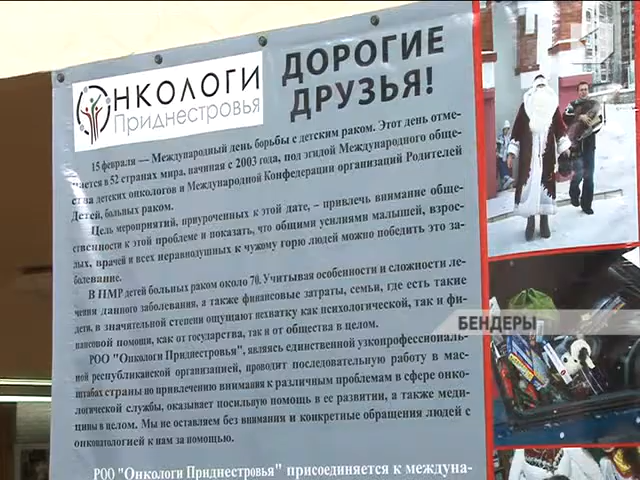 ОНКОЛОГИ
Приднестровья
ДОРОГИЕ
ДРУЗЬЯ!
15 февраля — Международный день борьбы с детским раком. Этот день отме-
чается в 52 странах мира, начиная с 2003 года, под эгидой Международного обще-
ства детских онкологов и Международной Конфедерации организаций Родителей
Детей, больных раком.
Цель мероприятий, приуроченных к этой дате, – привлечь внимание обще-
ственности к этой проблеме и показать, что общими усилиями малышей, взрос-
лых, врачей и всех неравнодушных к чужому горю людей можно победить это за-
болевание.
В ПМР детей больных раком около 70. Учитывая особенности и сложности ле-
чения данного заболевания, а также финансовые затраты, семьи, где есть такие
дети, в значительной степени ощущают нехватку как психологической, так и фи-
нансовой помощи, как от государства, так и от общества в целом.
РОО "Онкологи Приднестровья", являясь единственной узкопрофессиональ-
ной республиканской организацией, проводит последовательную работу в мас-
штабах страны по привлечению внимания к различным проблемам в сфере онко-
логической службы, оказывает посильную помощь в ее развитии, а также меди-
цины в целом. Мы не оставляем без внимания и конкретные обращения людей с
онкопатологией к нам за помощью.
РОО "Онкологи Приднестровья" присоединяется к междуна-
БЕНДЕРЫ